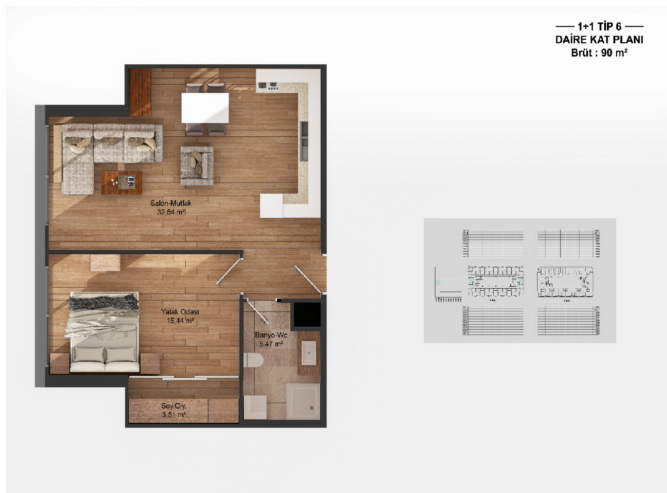 1+1 TİP 6
DAİRE KAT PLANI
Brüt : 90 m²
Salon-Mutfak
32,84 m²
Yatak Odası
15,44 m²
Banyo-Wc
5,47 m²
Soy.Giy.
3,51 m²